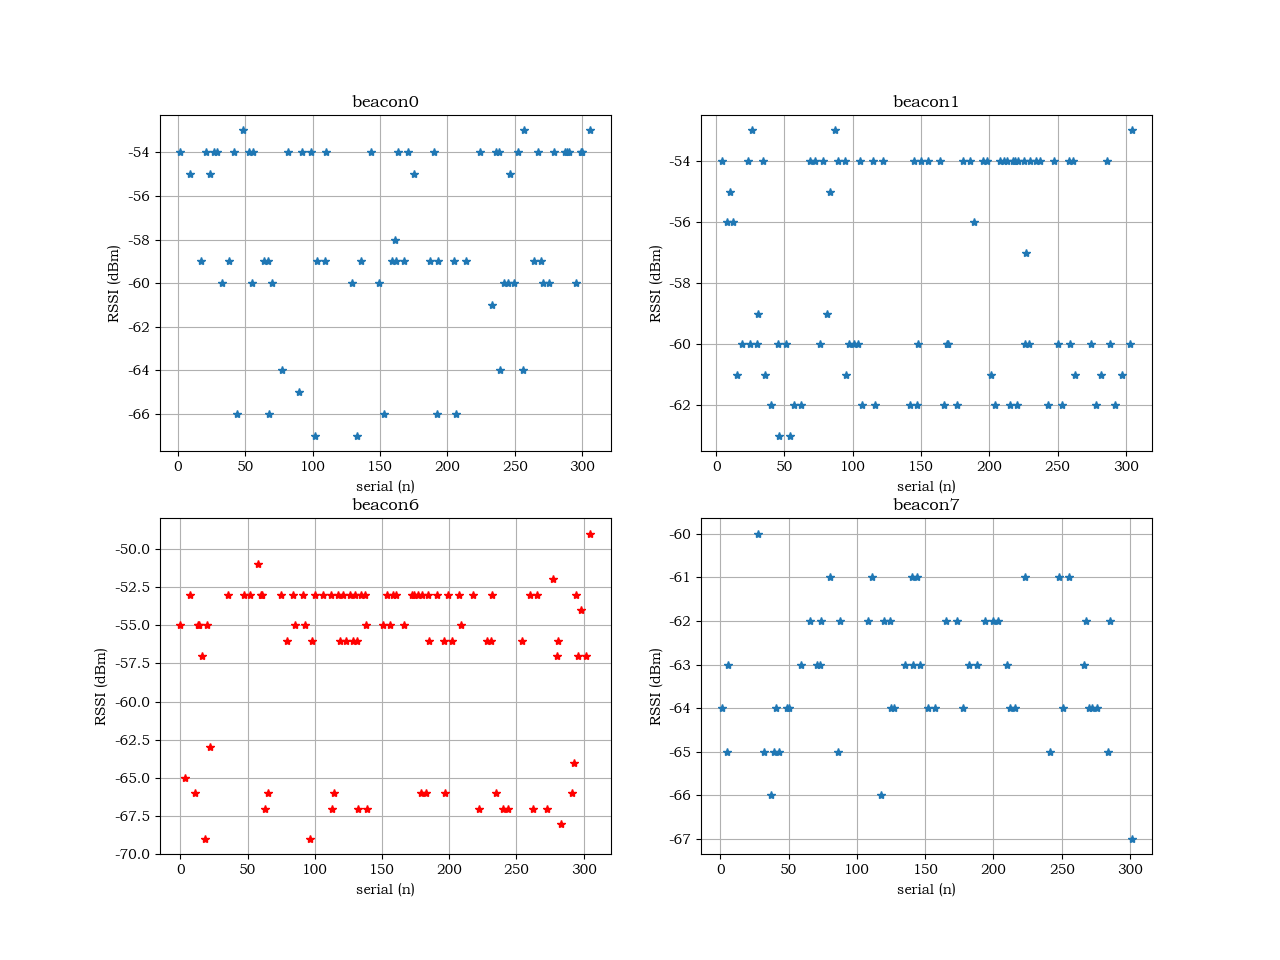 beacon0
-54
-56
-58
-60
-62
-64
-66
RSSI (dBm)
0 50 100 150 200 250 300
serial (n)
beacon1
-54
-56
-58
-60
-62
RSSI (dBm)
0 50 100 150 200 250 300
serial (n)
beacon6
-50.0
-52.5
-55.0
-57.5
-60.0
-62.5
-65.0
-67.5
-70.0
RSSI (dBm)
0 50 100 150 200 250 300
serial (n)
beacon7
-60
-61
-62
-63
-64
-65
-66
-67
RSSI (dBm)
0 50 100 150 200 250 300
serial (n)